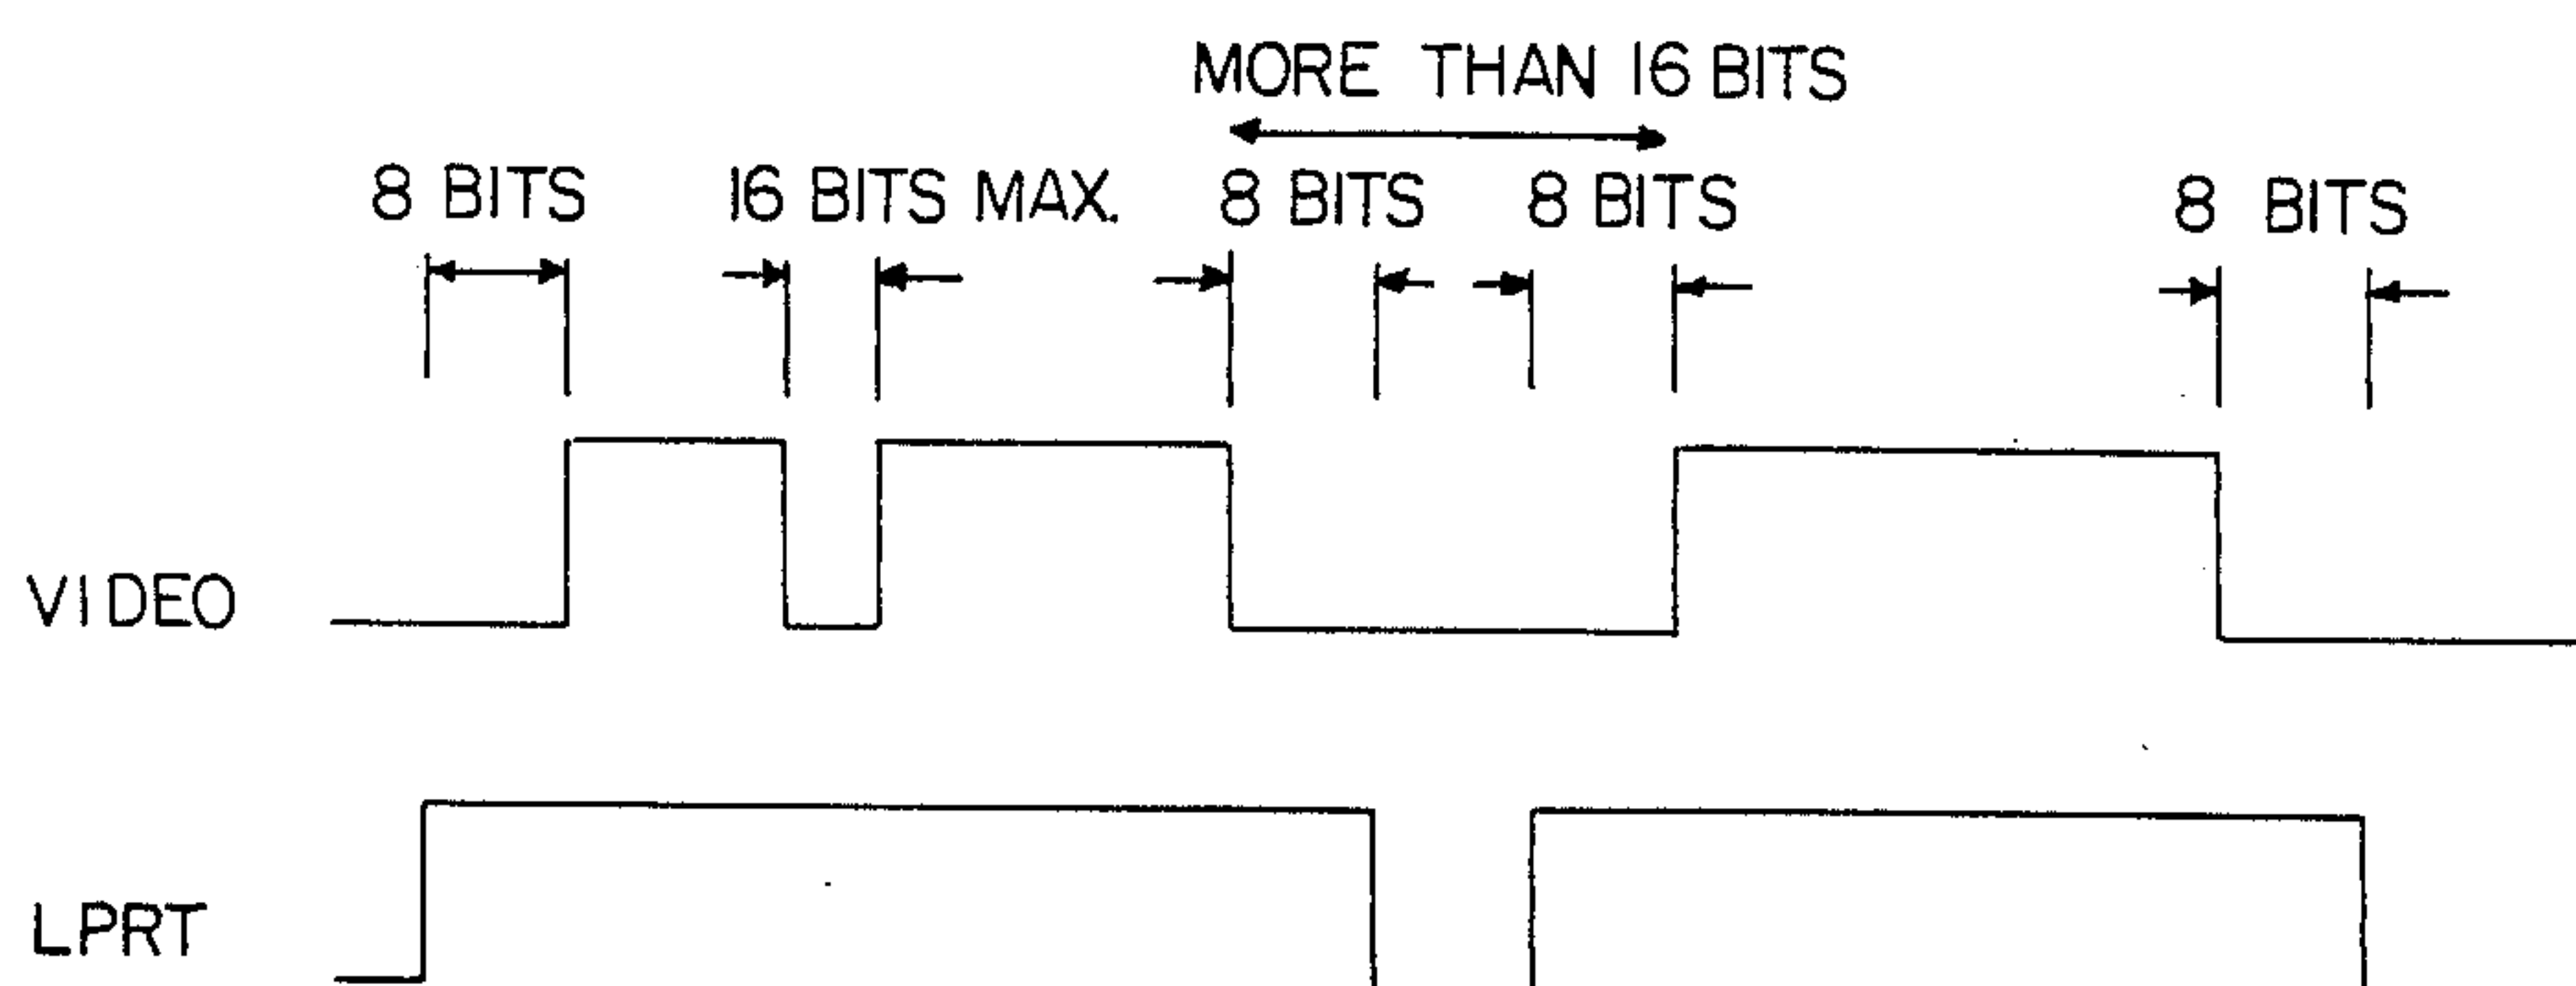 MORE THAN 16 BITS
8 BITS 16 BITS MAX. 8 BITS 8 BITS 8 BITS
VIDEO
LPRT